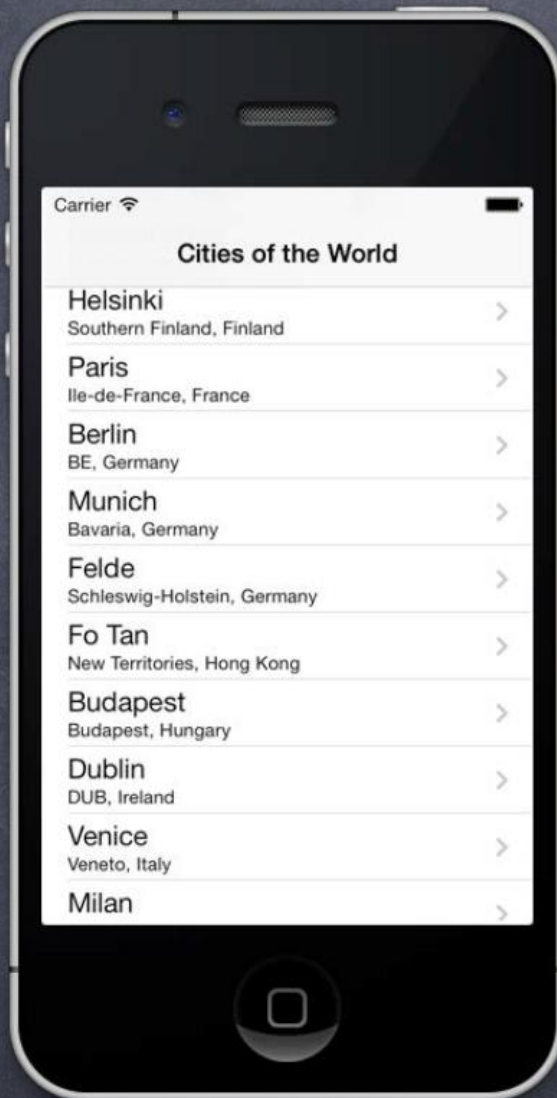 Carrier
Cities of the World
Helsinki
Southern Finland, Finland
Paris
Ile-de-France, France
Berlin
BE, Germany
Munich
Bavaria, Germany
Felde
Schleswig-Holstein, Germany
Fo Tan
New Territories, Hong Kong
Budapest
Budapest, Hungary
Dublin
DUB, Ireland
Venice
Veneto, Italy
Milan